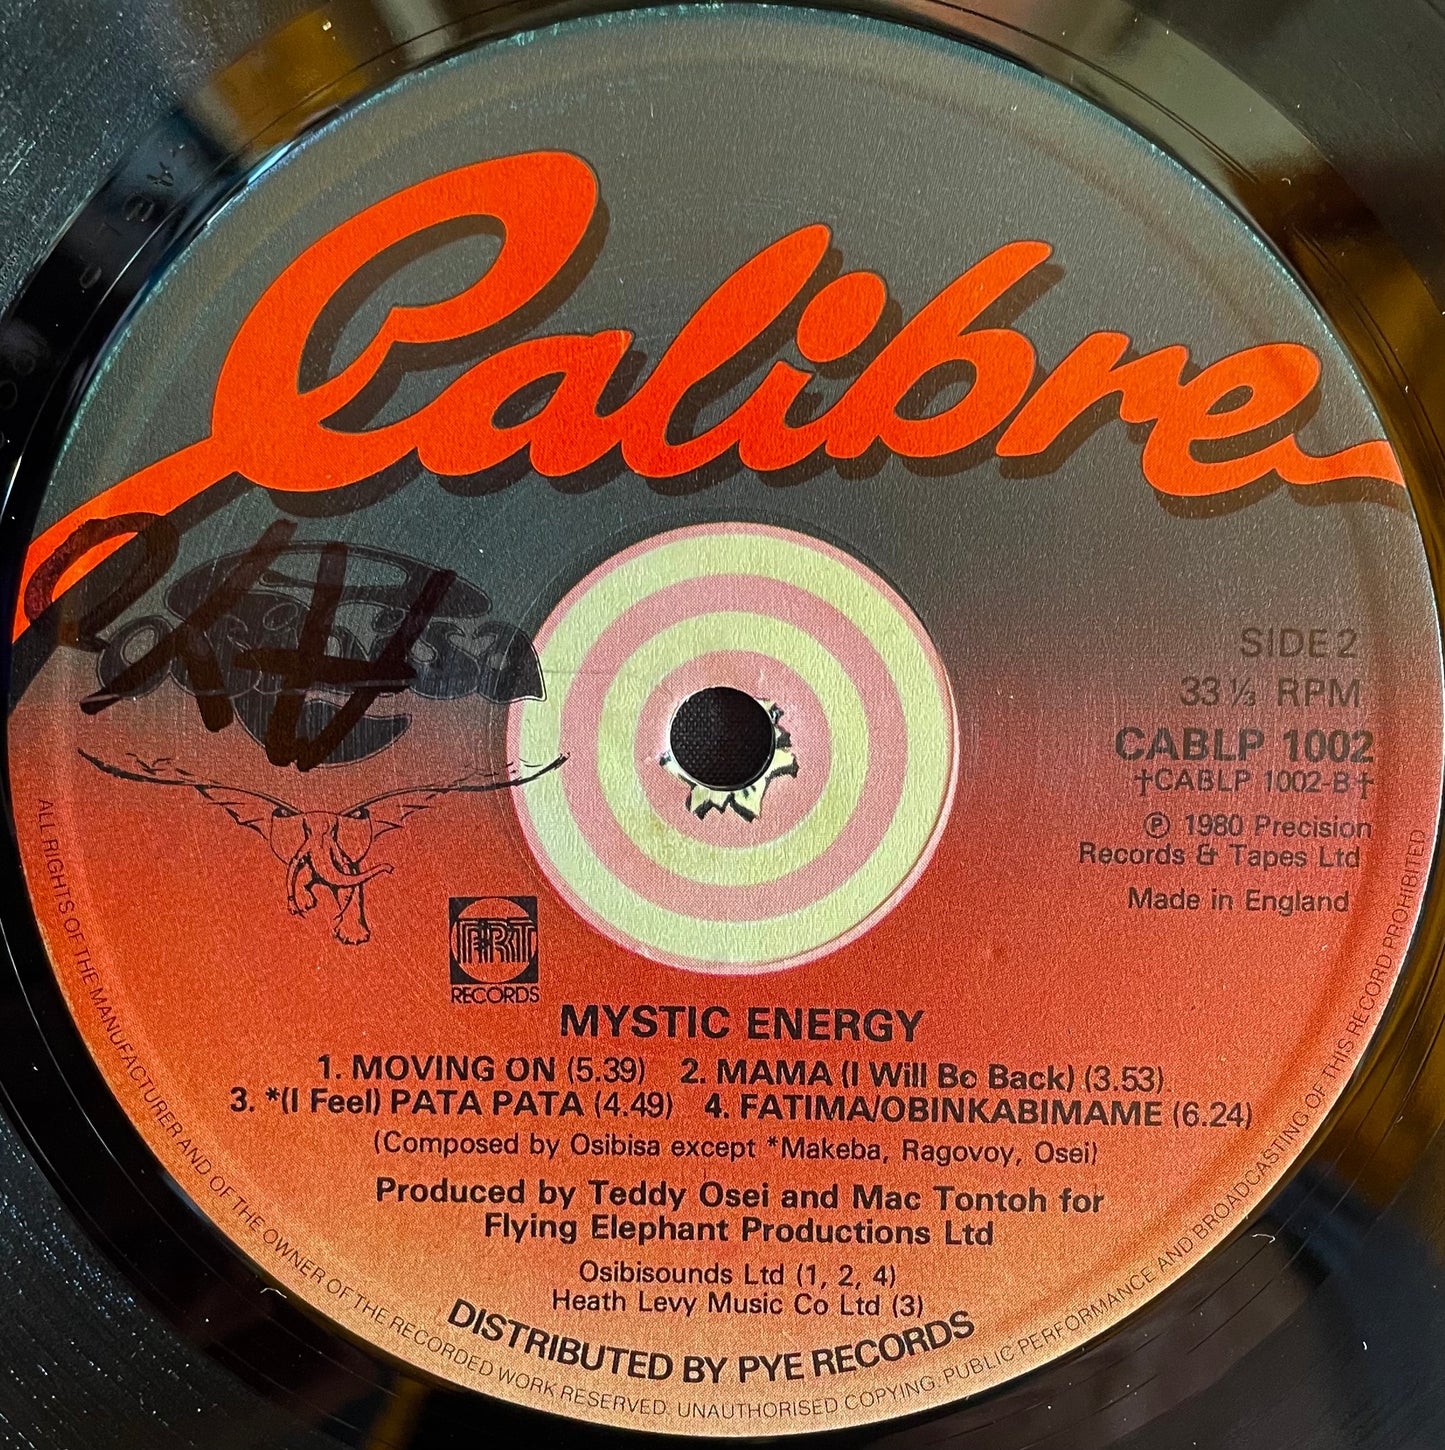 Calibre
osibisa
SIDE 2
33 ⅓ RPM
CABLP 1002
†CABLP 1002-B†
Ⓟ 1980 Precision
Records & Tapes Ltd
Made in England
ART
RECORDS
MYSTIC ENERGY
1. MOVING ON (5.39) 2. MAMA (I Will Be Back) (3.53).
3. *(I Feel) PATA PATA (4.49) 4. FATIMA/OBINKABIMAME (6.24)
(Composed by Osibisa except *Makeba, Ragovoy, Osei)
Produced by Teddy Osei and Mac Tontoh for
Flying Elephant Productions Ltd
Osibisounds Ltd (1, 2, 4)
Heath Levy Music Co Ltd (3)
DISTRIBUTED BY PYE RECORDS
ALL RIGHTS OF THE MANUFACTURER AND OF THE OWNER OF THE RECORDED WORK RESERVED. UNAUTHORISED COPYING, PUBLIC PERFORMANCE AND BROADCASTING OF THIS RECORD PROHIBITED